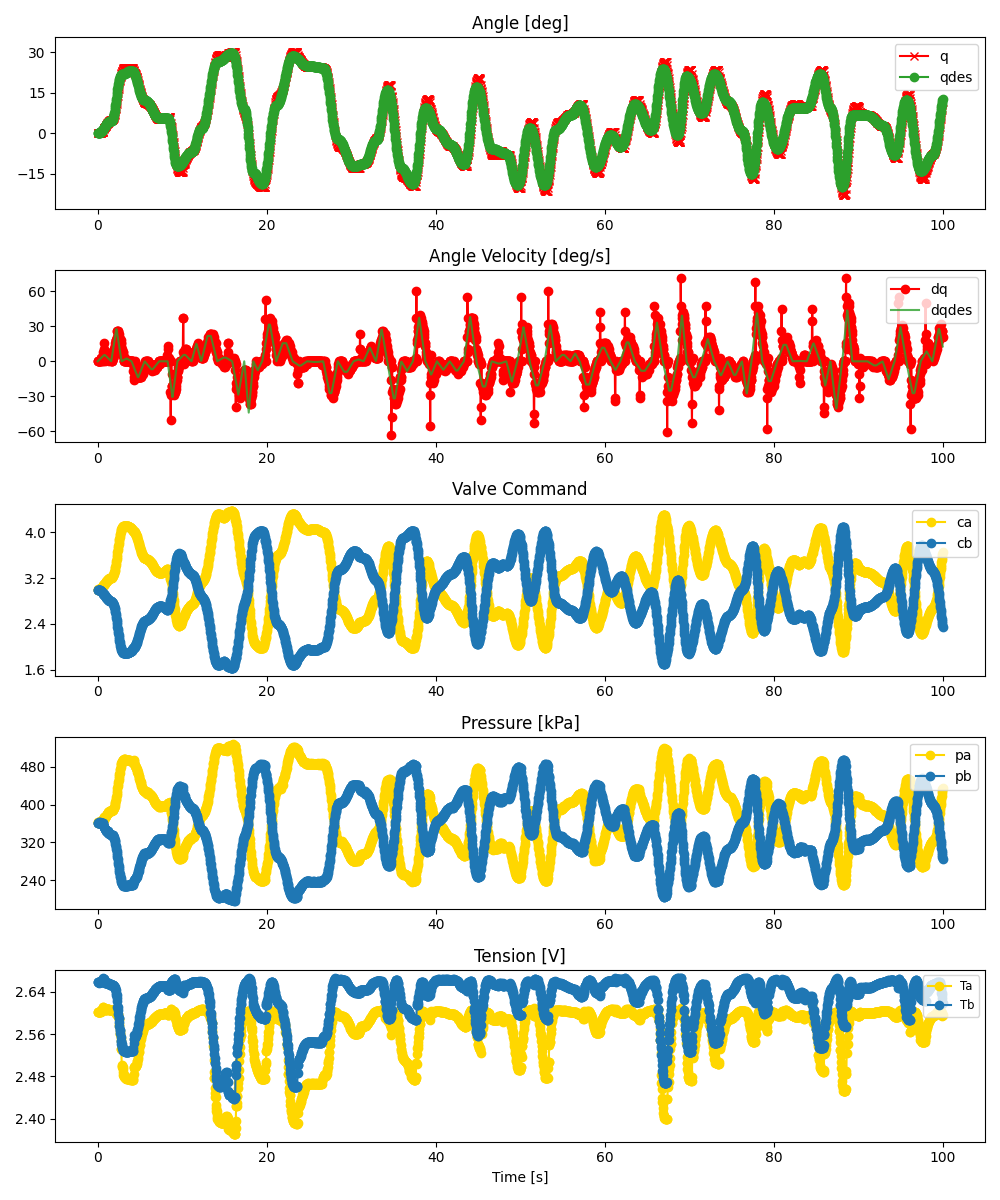 Angle [deg]
30
15
0
−15
q
qdes
0 20 40 60 80 100
Angle Velocity [deg/s]
60
30
0
−30
−60
dq
dqdes
0 20 40 60 80 100
Valve Command
4.0
3.2
2.4
1.6
ca
cb
0 20 40 60 80 100
Pressure [kPa]
480
400
320
240
pa
pb
0 20 40 60 80 100
Tension [V]
2.64
2.56
2.48
2.40
Ta
Tb
0 20 40 60 80 100
Time [s]